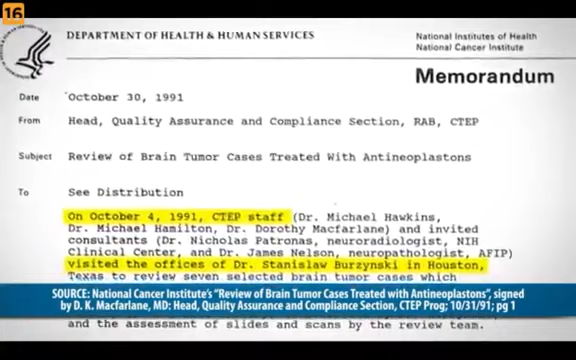 16
DEPARTMENT OF HEALTH & HUMAN SERVICES
National Institutes of Health
National Cancer Institute
Memorandum
Date October 30, 1991
From Head, Quality Assurance and Compliance Section, RAB, CTEP
Subject Review of Brain Tumor Cases Treated With Antineoplastons
To See Distribution
On October 4, 1991, CTEP staff (Dr. Michael Hawkins,
Dr. Michael Hamilton, Dr. Dorothy Macfarlane) and invited
consultants (Dr. Nicholas Patronas, neuroradiologist, NIH
Clinical Center, and Dr. James Nelson, neuropathologist, AFIP)
visited the offices of Dr. Stanislaw Burzynski in Houston,
Texas to review seven selected brain tumor cases which
SOURCE: National Cancer Institute's "Review of Brain Tumor Cases Treated with Antineoplastons", signed
by D. K. Macfarlane, MD: Head, Quality Assurance and Compliance Section, CTEP Prog; 10/31/91; pg 1
and the assessment of slides and scans by the review team.